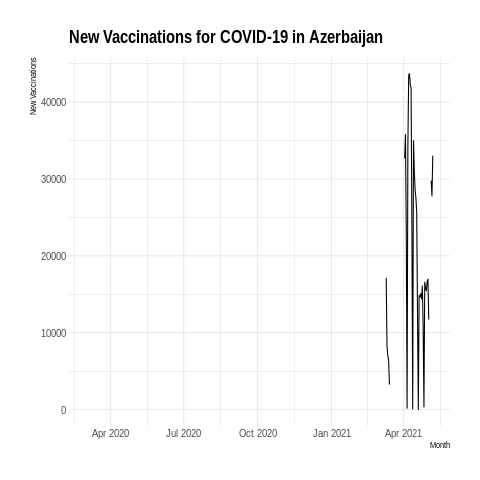 New Vaccinations for COVID-19 in Azerbaijan
New Vaccinations
40000
30000
20000
10000
0
Apr 2020 Jul 2020 Oct 2020 Jan 2021 Apr 2021
Month